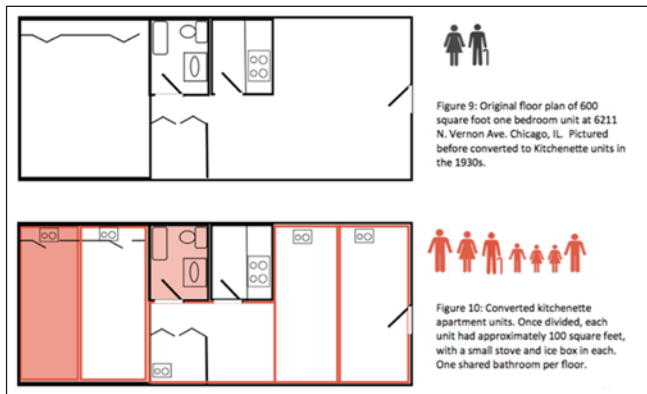 Figure 9: Original floor plan of 600
square foot one bedroom unit at 6211
N. Vernon Ave. Chicago, IL.  Pictured
before converted to Kitchenette units in
the 1930s.
Figure 10: Converted kitchenette
apartment units. Once divided, each
unit had approximately 100 square feet,
with a small stove and ice box in each.
One shared bathroom per floor.